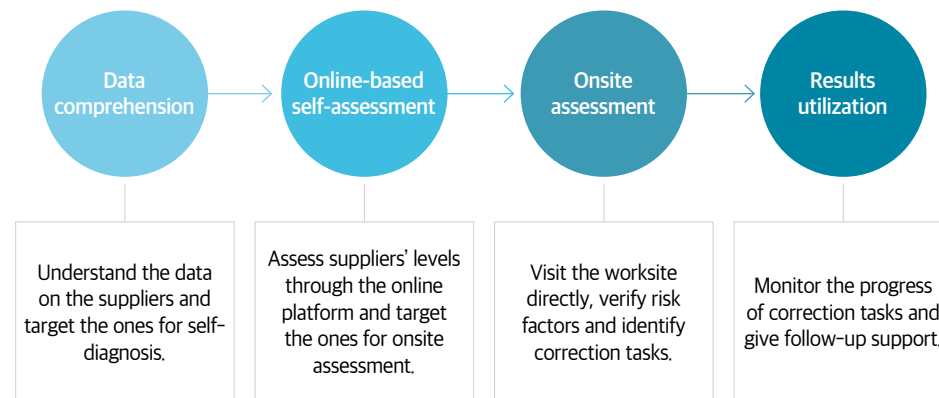 Data
comprehension
Online-based
self-assessment
Onsite
assessment
Results
utilization
Understand the data
on the suppliers and
target the ones for self-
diagnosis.
Assess suppliers’ levels
through the online
platform and target
the ones for onsite
assessment.
Visit the worksite
directly, verify risk
factors and identify
correction tasks.
Monitor the progress
of correction tasks and
give follow-up support.